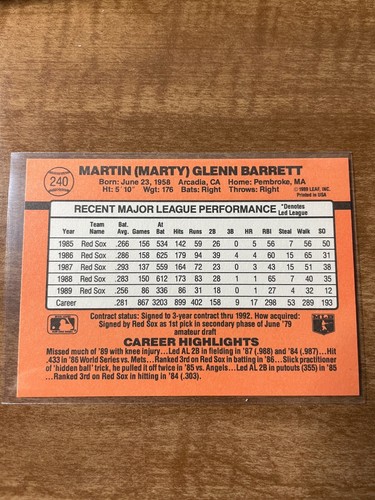 240
MARTIN (MARTY) GLENN BARRETT
Born: June 23, 1958 Arcadia, CA Home: Pembroke, MA
Ht: 5' 10" Wgt: 176 Bats: Right Throws: Right
© 1989 LEAF, INC.
Printed in USA
RECENT MAJOR LEAGUE PERFORMANCE *Denotes Led League
Year Team Name Bat. Avg. Games At Bat Hits Runs 2B 3B HR RBI Steal Walk SO
1985 Red Sox .266 156 534 142 59 26 0 5 56 7 56 50
1986 Red Sox .286 158 625 179 94 39 4 4 60 15 65 31
1987 Red Sox .293 137 559 164 72 23 0 3 43 15 51 38
1988 Red Sox .283 150 612 173 83 28 1 1 65 7 40 35
1989 Red Sox .256 86 336 86 31 18 0 1 27 4 32 12
Career .281 867 3203 899 402 158 9 17 298 53 289 193
Contract status: Signed to 3-year contract thru 1992. How acquired:
Signed by Red Sox as 1st pick in secondary phase of June '79
amateur draft
CAREER HIGHLIGHTS
Missed much of '89 with knee injury...Led AL 2B in fielding in '87 (.988) and '84 (.987)...Hit
.433 in '86 World Series vs. Mets...Ranked 3rd on Red Sox in batting in '86... Slick practitioner
of 'hidden ball' trick, he pulled it off twice in '85 vs. Angels...Led AL 2B in putouts (355) in '85
...Ranked 3rd on Red Sox in hitting in '84 (.303).